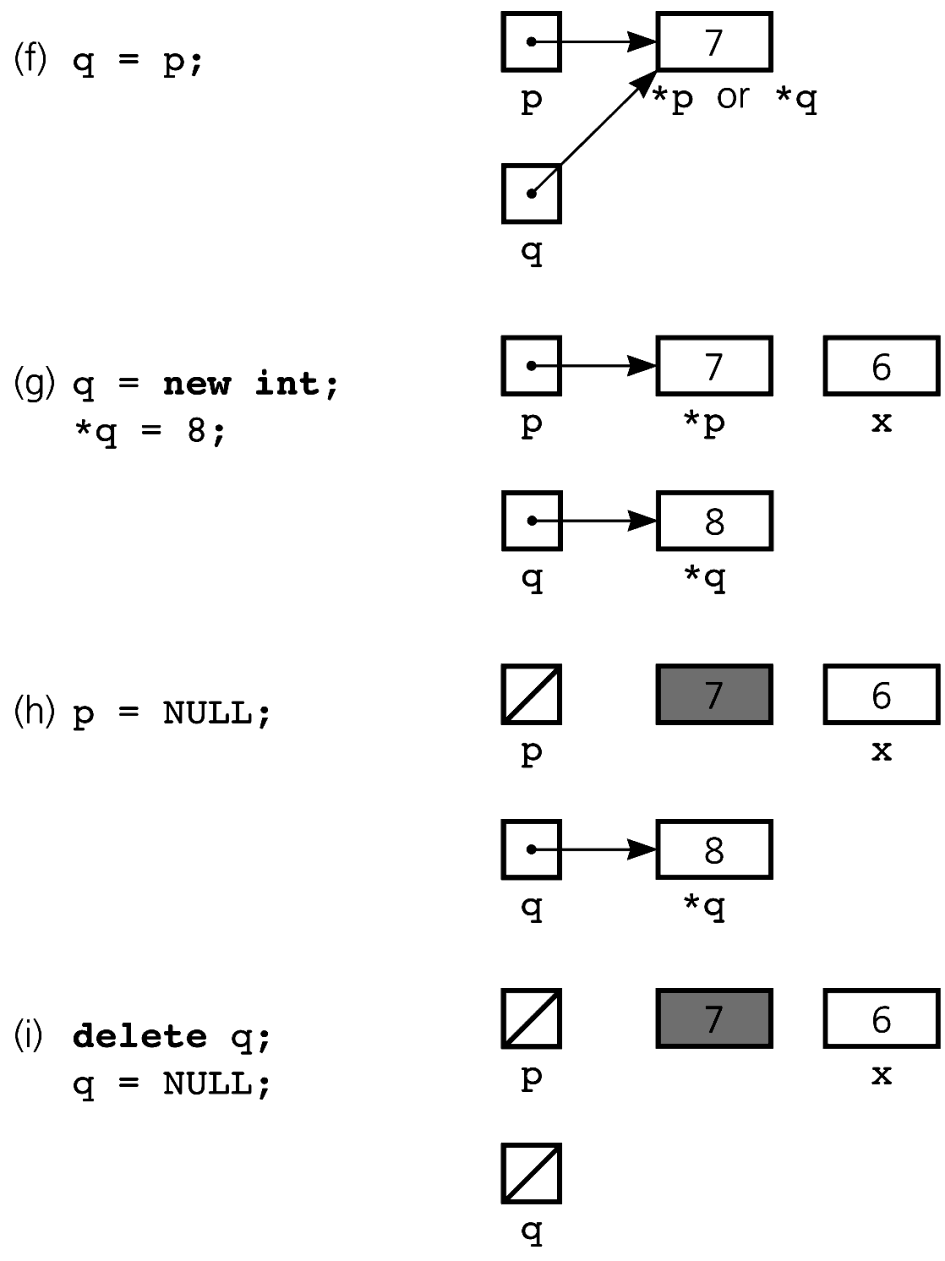 (f) q = p;
7
p
*p or *q
q
(g) q = new int;
*q = 8;
7
6
p
*p
x
8
q
*q
(h) p = NULL;
7
6
p
x
8
q
*q
(i) delete q;
q = NULL;
7
6
p
x
q